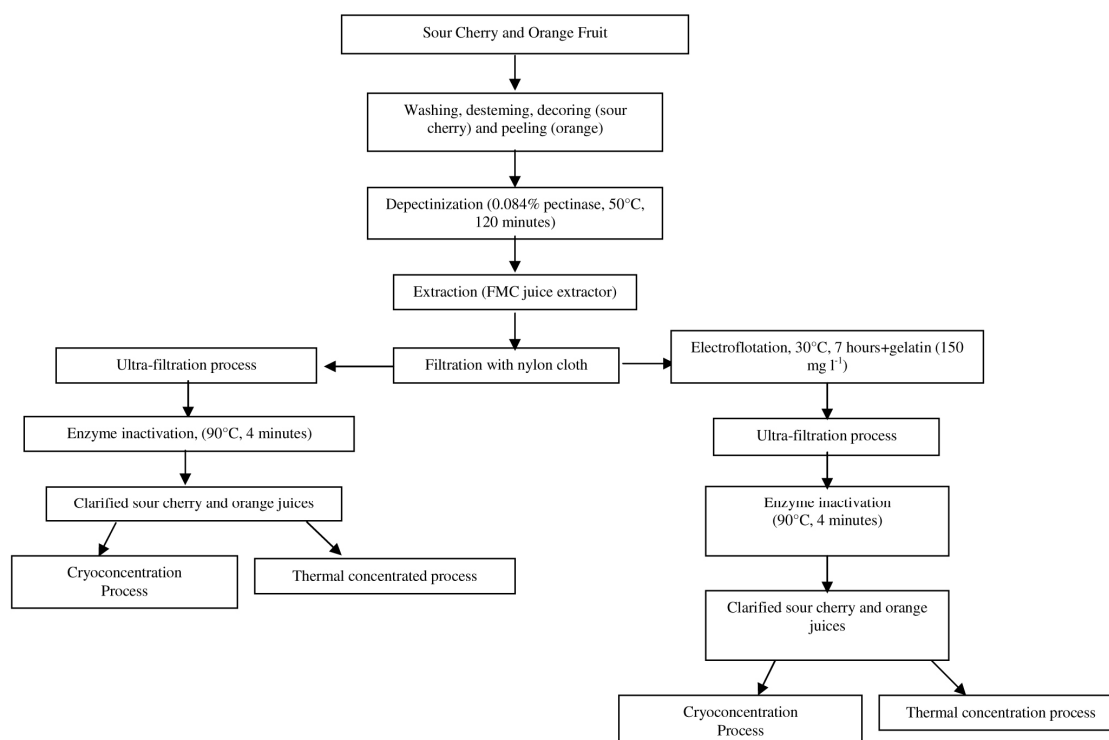 Sour Cherry and Orange Fruit
Washing, desteming, decoring (sour
cherry) and peeling (orange)
Depectinization (0.084% pectinase, 50°C,
120 minutes)
Extraction (FMC juice extractor)
Filtration with nylon cloth
Ultra-filtration process
Enzyme inactivation, (90°C, 4 minutes)
Clarified sour cherry and orange juices
Cryoconcentration
Process
Thermal concentrated process
Electroflotation, 30°C, 7 hours+gelatin (150
mg l⁻¹)
Ultra-filtration process
Enzyme inactivation
(90°C, 4 minutes)
Clarified sour cherry and orange
juices
Cryoconcentration
Process
Thermal concentration process